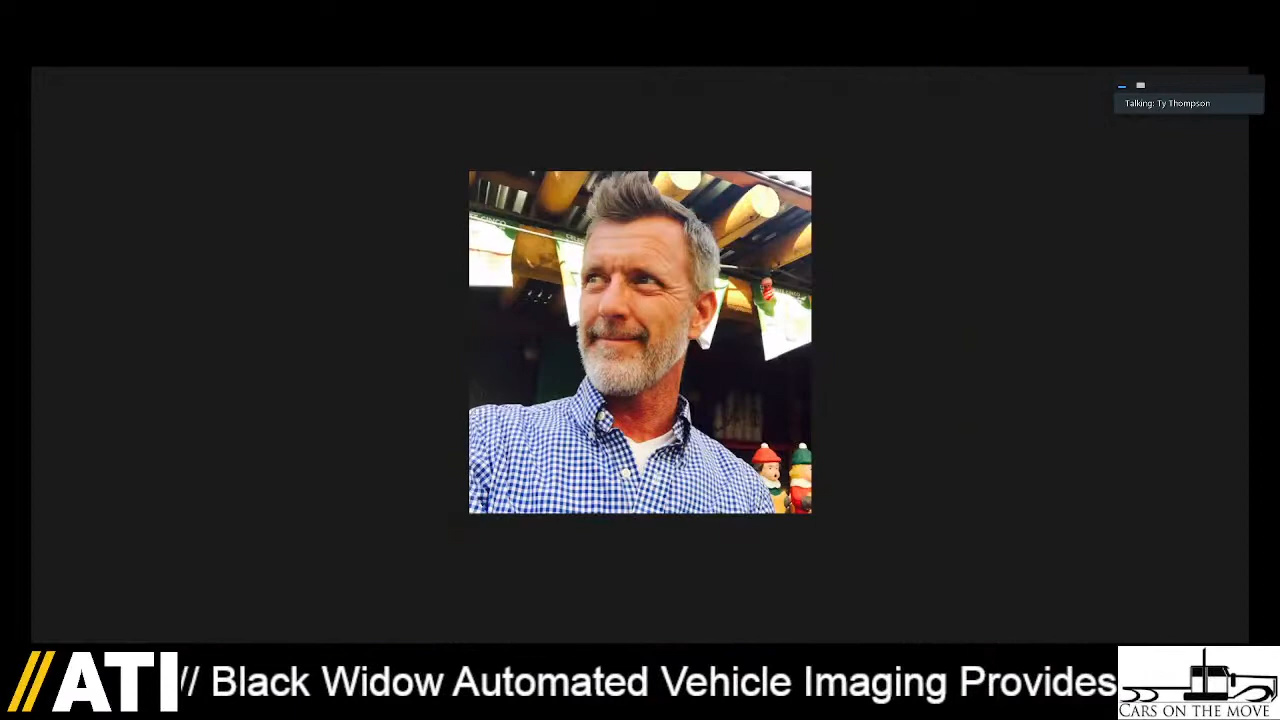 Talking: Ty Thompson
//ATI
// Black Widow Automated Vehicle Imaging Provides
CARS ON THE MOVE